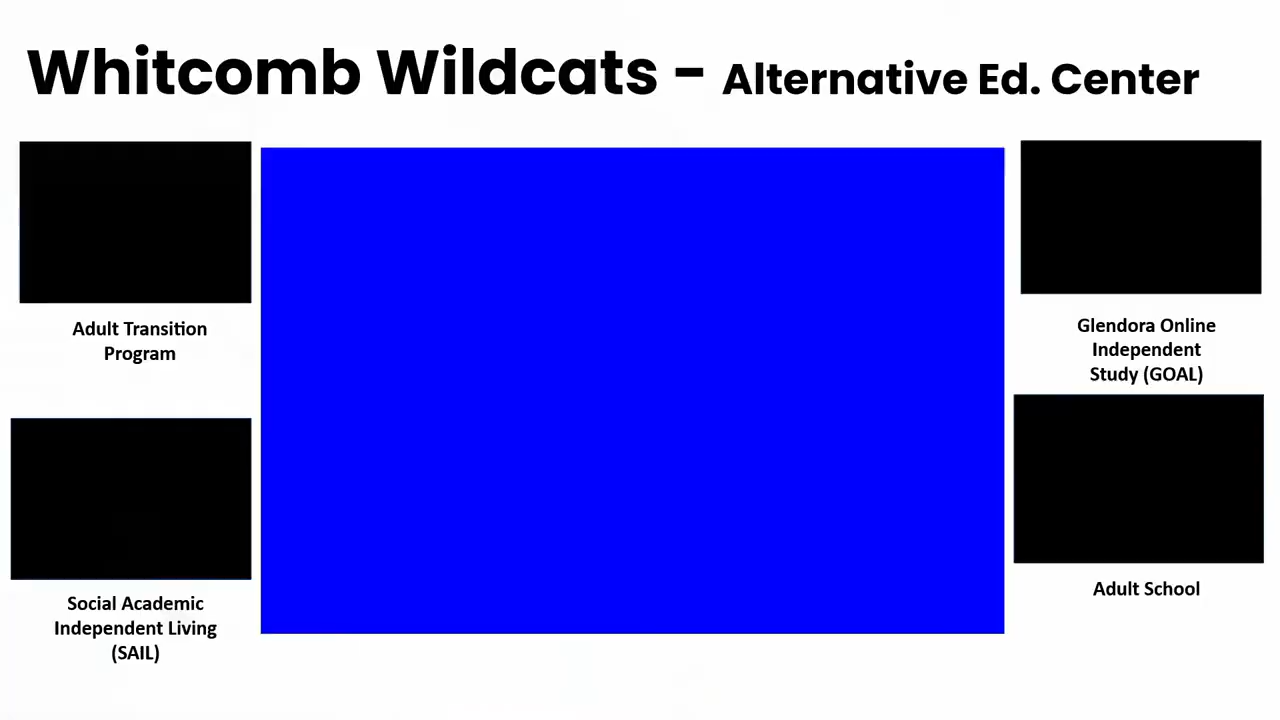 Whitcomb Wildcats - Alternative Ed. Center
Adult Transition
Program
Glendora Online
Independent
Study (GOAL)
Social Academic
Independent Living
(SAIL)
Adult School